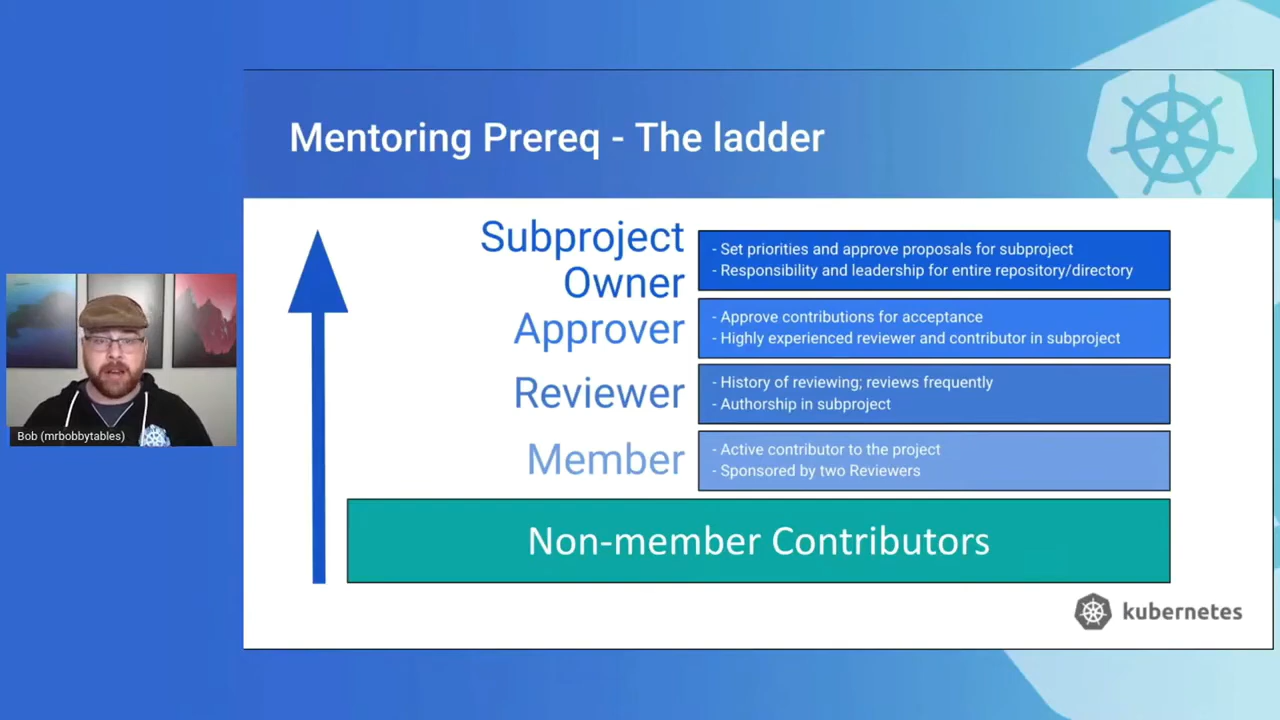 Mentoring Prereq - The ladder
Subproject
Owner
- Set priorities and approve proposals for subproject
- Responsibility and leadership for entire repository/directory
Approver
- Approve contributions for acceptance
- Highly experienced reviewer and contributor in subproject
Reviewer
- History of reviewing; reviews frequently
- Authorship in subproject
Member
- Active contributor to the project
- Sponsored by two Reviewers
Non-member Contributors
kubernetes
Bob (mrbobbytables)